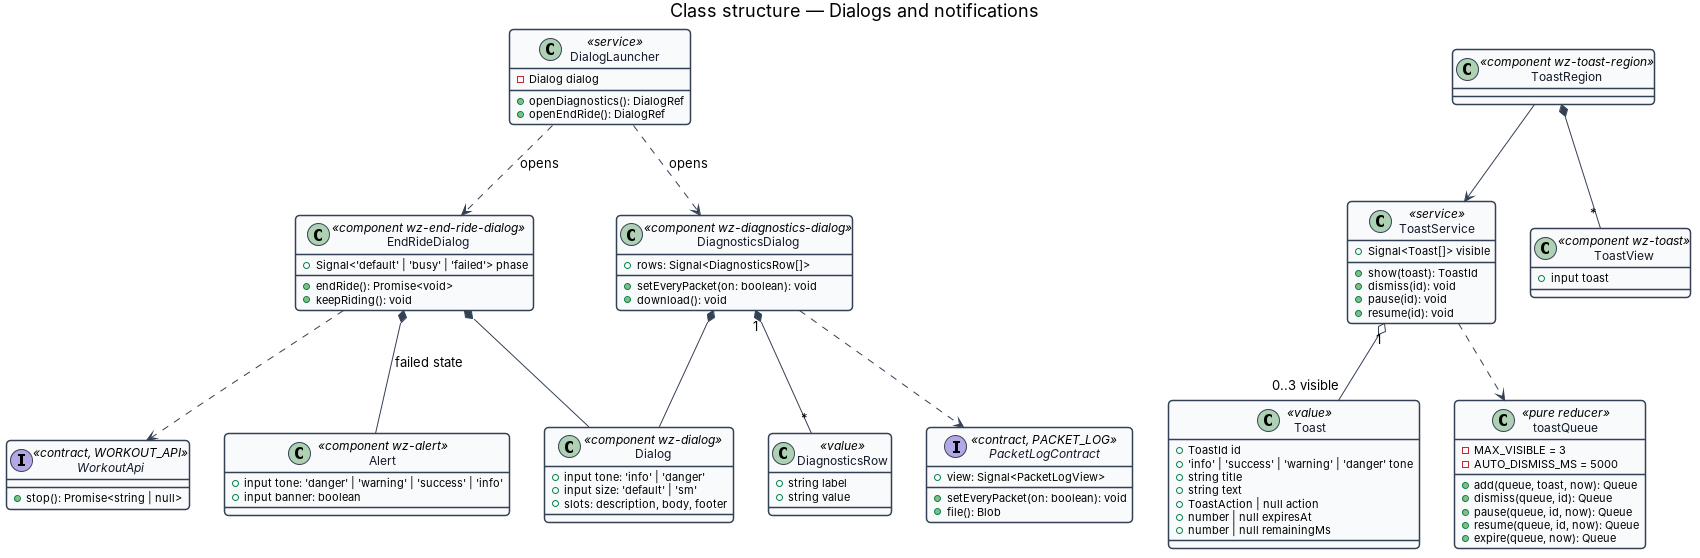 Class structure — Dialogs and notifications
«service»
DialogLauncher
Dialog dialog
openDiagnostics(): DialogRef
openEndRide(): DialogRef
«component wz-toast-region»
ToastRegion
opens
opens
«component wz-end-ride-dialog»
EndRideDialog
Signal<'default' | 'busy' | 'failed'> phase
endRide(): Promise<void>
keepRiding(): void
«component wz-diagnostics-dialog»
DiagnosticsDialog
rows: Signal<DiagnosticsRow[]>
setEveryPacket(on: boolean): void
download(): void
1
«service»
ToastService
Signal<Toast[]> visible
show(toast): ToastId
dismiss(id): void
pause(id): void
resume(id): void
1
*
«component wz-toast»
ToastView
input toast
failed state
*
0..3 visible
«contract, WORKOUT_API»
WorkoutApi
stop(): Promise<string | null>
«component wz-alert»
Alert
input tone: 'danger' | 'warning' | 'success' | 'info'
input banner: boolean
«component wz-dialog»
Dialog
input tone: 'info' | 'danger'
input size: 'default' | 'sm'
slots: description, body, footer
«value»
DiagnosticsRow
string label
string value
«contract, PACKET_LOG»
PacketLogContract
view: Signal<PacketLogView>
setEveryPacket(on: boolean): void
file(): Blob
«value»
Toast
ToastId id
'info' | 'success' | 'warning' | 'danger' tone
string title
string text
ToastAction | null action
number | null expiresAt
number | null remainingMs
«pure reducer»
toastQueue
MAX_VISIBLE = 3
AUTO_DISMISS_MS = 5000
add(queue, toast, now): Queue
dismiss(queue, id): Queue
pause(queue, id, now): Queue
resume(queue, id, now): Queue
expire(queue, now): Queue